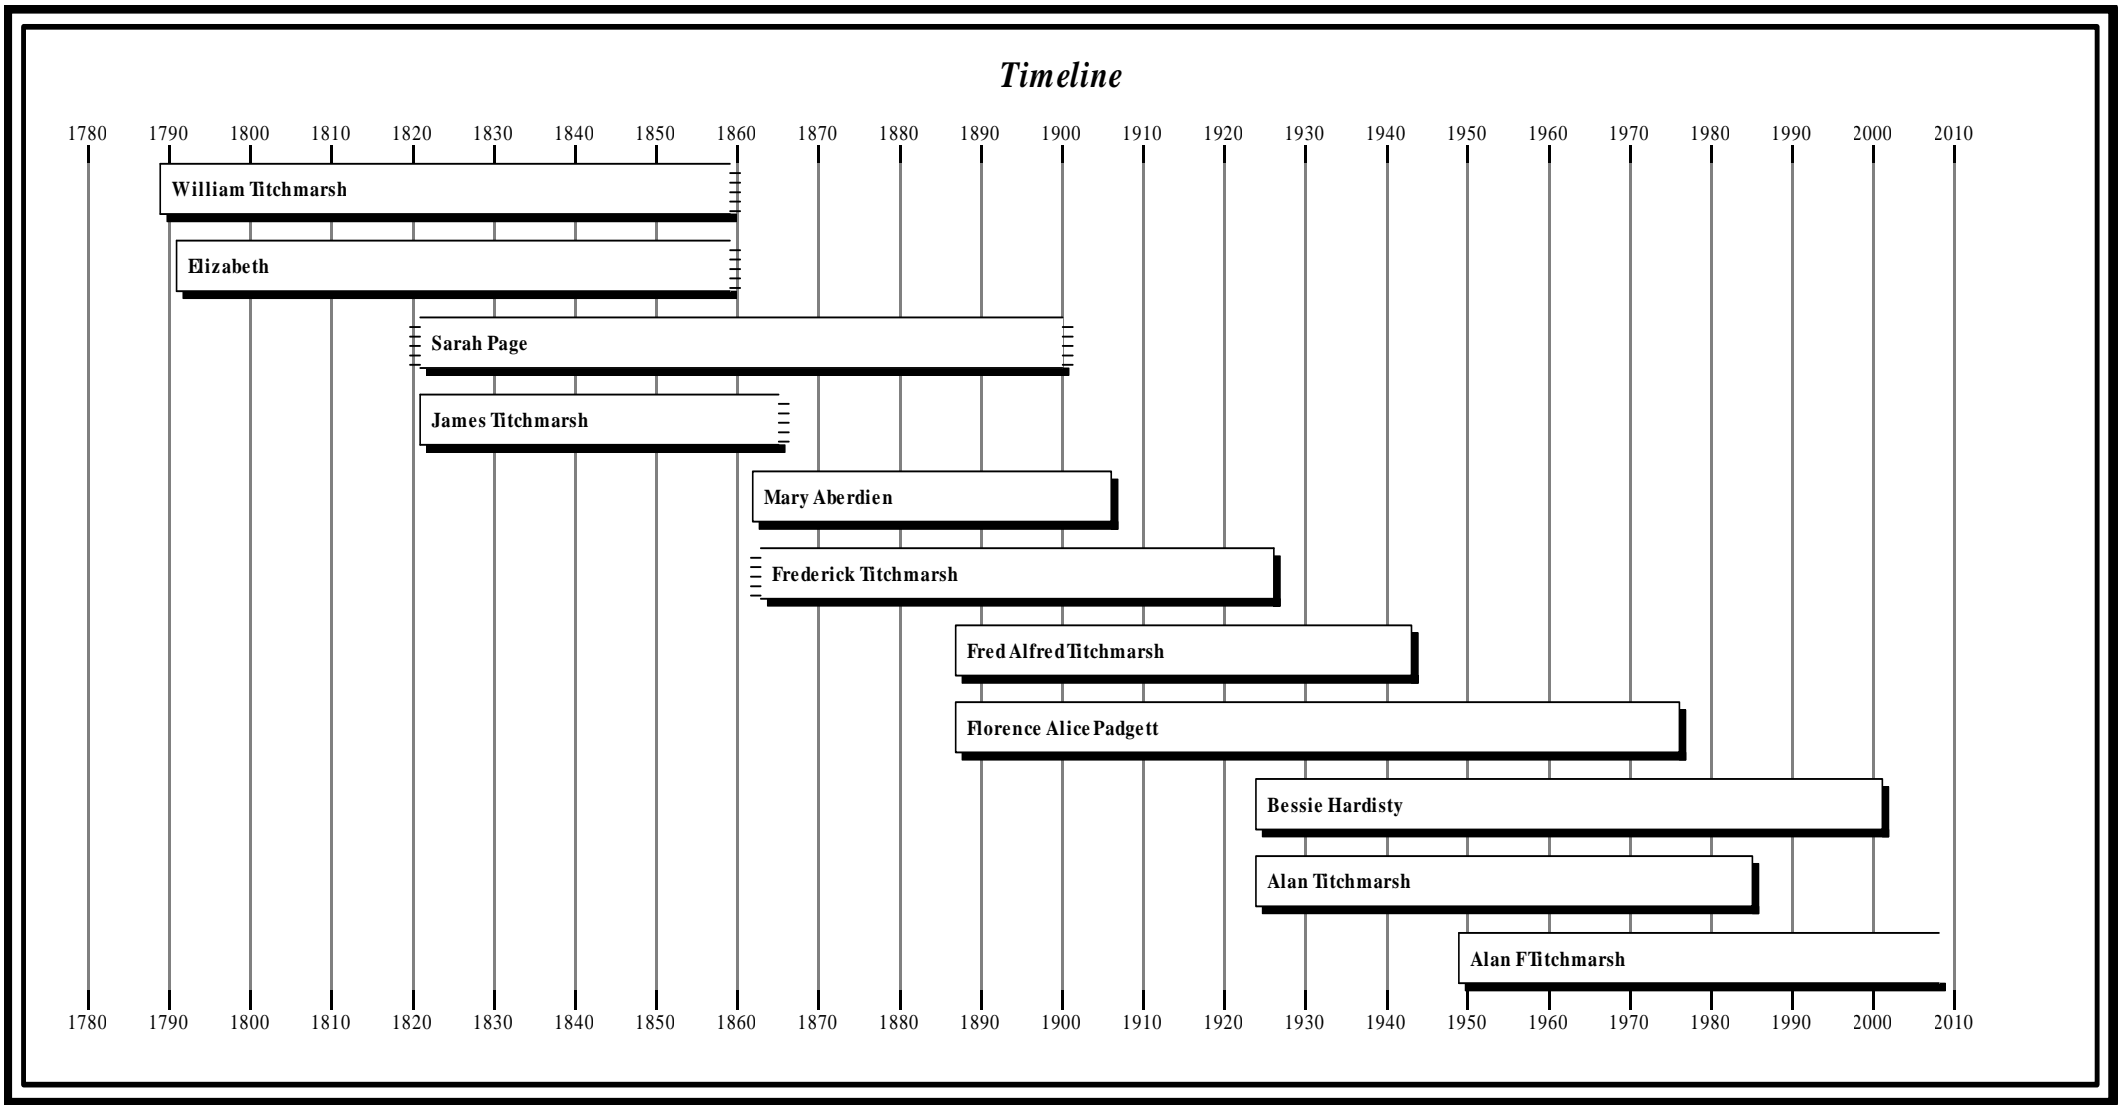 Timeline
1780 1790 1800 1810 1820 1830 1840 1850 1860 1870 1880 1890 1900 1910 1920 1930 1940 1950 1960 1970 1980 1990 2000 2010
William Titchmarsh
Elizabeth
Sarah Page
James Titchmarsh
Mary Aberdien
Frederick Titchmarsh
Fred Alfred Titchmarsh
Florence Alice Padgett
Bessie Hardisty
Alan Titchmarsh
Alan F Titchmarsh
1780 1790 1800 1810 1820 1830 1840 1850 1860 1870 1880 1890 1900 1910 1920 1930 1940 1950 1960 1970 1980 1990 2000 2010